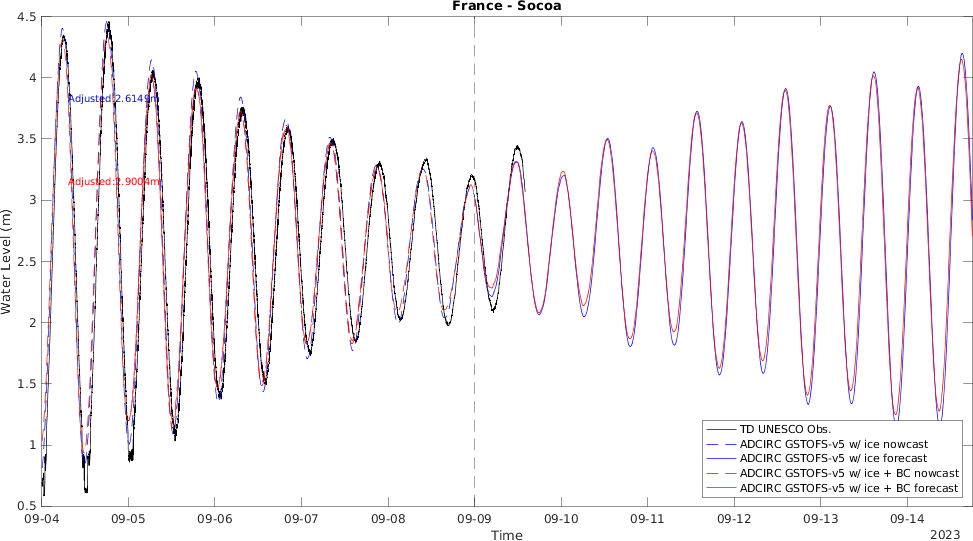 France - Socoa
4.5
4
3.5
3
2.5
2
1.5
1
0.5
Water Level (m)
Adjusted:2.6149m
Adjusted:2.9004m
TD UNESCO Obs.
ADCIRC GSTOFS-v5 w/ ice nowcast
ADCIRC GSTOFS-v5 w/ ice forecast
ADCIRC GSTOFS-v5 w/ ice + BC nowcast
ADCIRC GSTOFS-v5 w/ ice + BC forecast
09-04 09-05 09-06 09-07 09-08 09-09 09-10 09-11 09-12 09-13 09-14
Time
2023